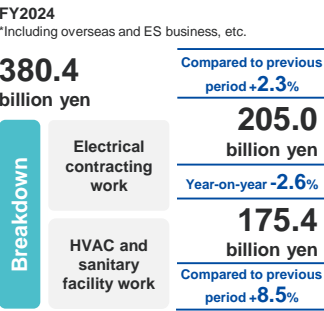 FY2024
*Including overseas and ES business, etc.
380.4
billion yen
Compared to previous
period +2.3%
Breakdown
Electrical
contracting
work
205.0
billion yen
Year-on-year -2.6%
HVAC and
sanitary
facility work
175.4
billion yen
Compared to previous
period +8.5%